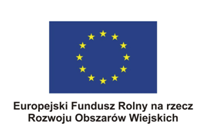 Europejski Fundusz Rolny na rzecz
Rozwoju Obszarów Wiejskich